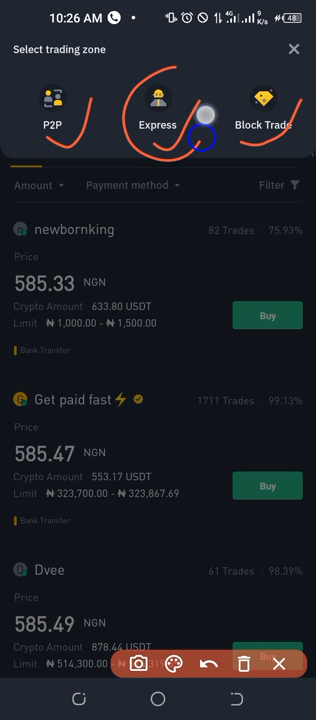 10:26 AM
4G
9 K/s
48
Select trading zone
P2P
Express
Block Trade
Amount
Payment method
Filter
newbornking
82 Trades | 75.93%
Price
585.33 NGN
Crypto Amount 633.80 USDT
Limit ₦ 1,000.00 - ₦ 1,500.00
Buy
Bank Transfer
Get paid fast
1711 Trades | 99.13%
Price
585.47 NGN
Crypto Amount 553.17 USDT
Limit ₦ 323,700.00 - ₦ 323,867.69
Buy
Bank Transfer
Dvee
61 Trades | 98.39%
Price
585.49 NGN
Crypto Amount 878.44 USDT
Limit ₦ 514,300.00 - ₦